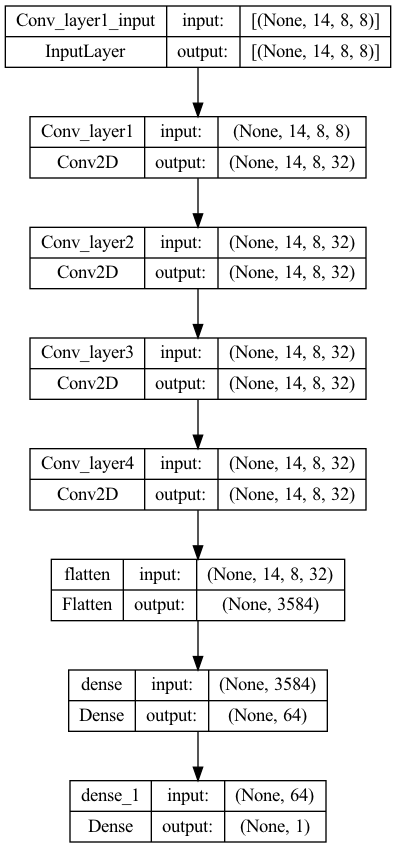 Conv_layer1_input input: [(None, 14, 8, 8)]
InputLayer output: [(None, 14, 8, 8)]
Conv_layer1 input: (None, 14, 8, 8)
Conv2D output: (None, 14, 8, 32)
Conv_layer2 input: (None, 14, 8, 32)
Conv2D output: (None, 14, 8, 32)
Conv_layer3 input: (None, 14, 8, 32)
Conv2D output: (None, 14, 8, 32)
Conv_layer4 input: (None, 14, 8, 32)
Conv2D output: (None, 14, 8, 32)
flatten input: (None, 14, 8, 32)
Flatten output: (None, 3584)
dense input: (None, 3584)
Dense output: (None, 64)
dense_1 input: (None, 64)
Dense output: (None, 1)